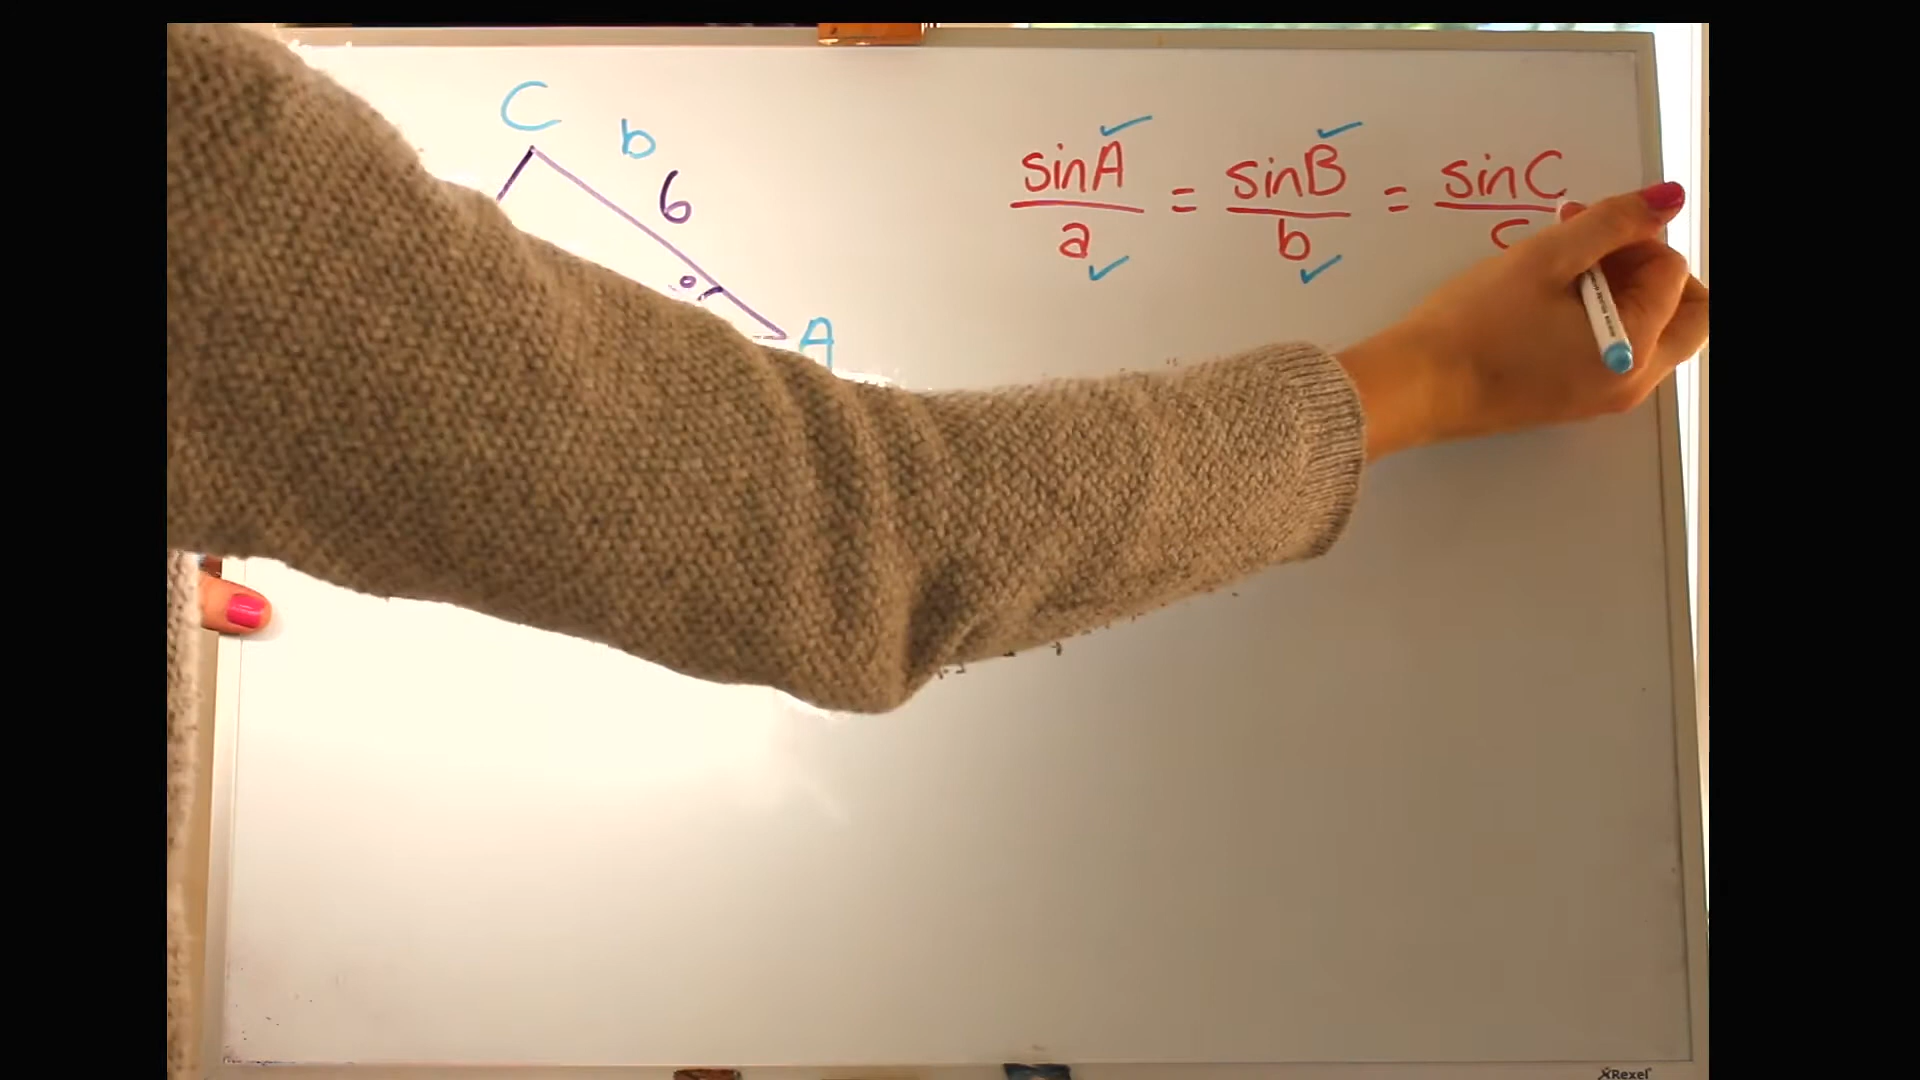 C
b
6
°
A
sinA = sinB = sinC
a b c
✓ ✓
✓ ✓
Rexel